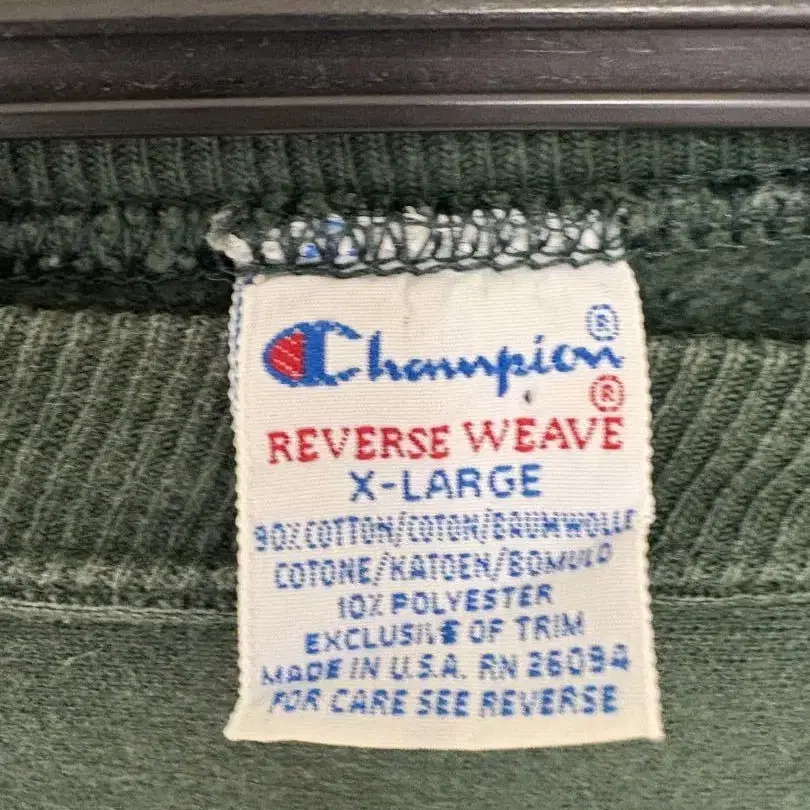 Champion®
REVERSE WEAVE®
X-LARGE
90% COTTON/COTON/BAUMWOLLE
COTONE/KATOEN/BOMULD
10% POLYESTER
EXCLUSIVE OF TRIM
MADE IN U.S.A. RN 26094
FOR CARE SEE REVERSE